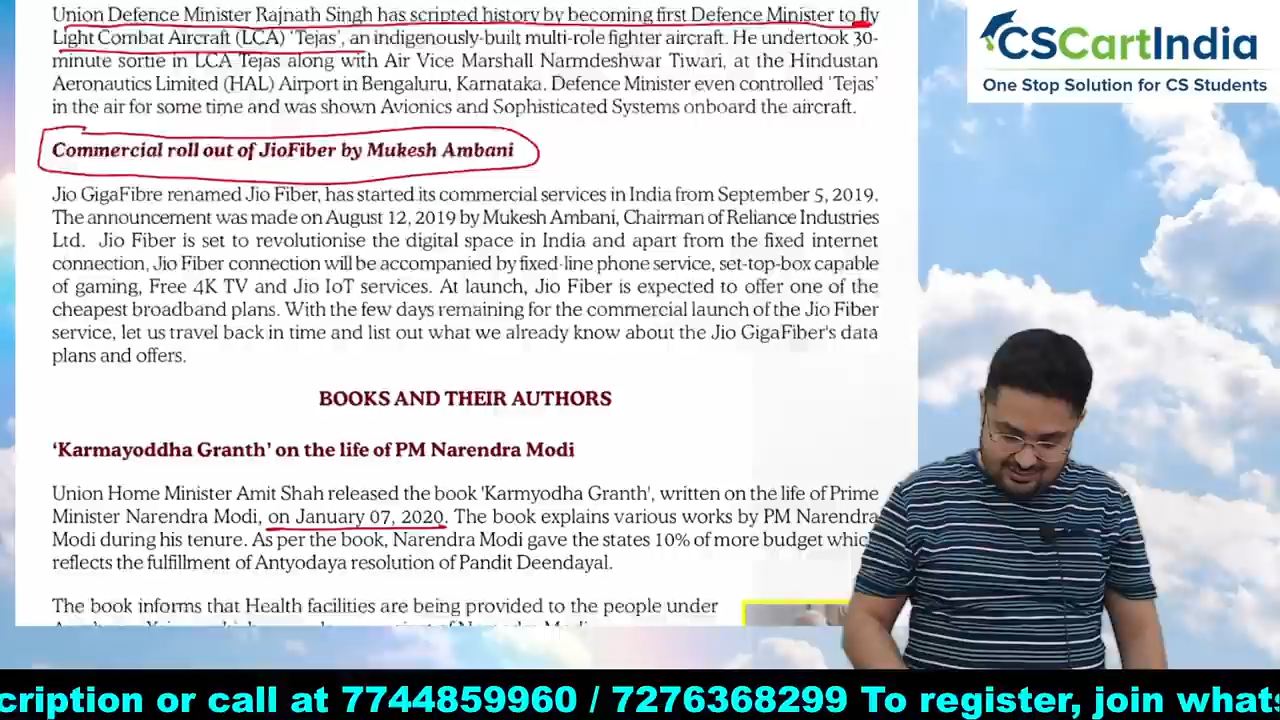 Union Defence Minister Rajnath Singh has scripted history by becoming first Defence Minister to fly
Light Combat Aircraft (LCA) 'Tejas', an indigenously-built multi-role fighter aircraft. He undertook 30-
minute sortie in LCA Tejas along with Air Vice Marshall Narmdeshwar Tiwari, at the Hindustan
Aeronautics Limited (HAL) Airport in Bengaluru, Karnataka. Defence Minister even controlled 'Tejas'
in the air for some time and was shown Avionics and Sophisticated Systems onboard the aircraft.
Commercial roll out of JioFiber by Mukesh Ambani
Jio GigaFibre renamed Jio Fiber, has started its commercial services in India from September 5, 2019.
The announcement was made on August 12, 2019 by Mukesh Ambani, Chairman of Reliance Industries
Ltd. Jio Fiber is set to revolutionise the digital space in India and apart from the fixed internet
connection, Jio Fiber connection will be accompanied by fixed-line phone service, set-top-box capable
of gaming, Free 4K TV and Jio IoT services. At launch, Jio Fiber is expected to offer one of the
cheapest broadband plans. With the few days remaining for the commercial launch of the Jio Fiber
service, let us travel back in time and list out what we already know about the Jio GigaFiber's data
plans and offers.
BOOKS AND THEIR AUTHORS
'Karmayoddha Granth' on the life of PM Narendra Modi
Union Home Minister Amit Shah released the book 'Karmyodha Granth', written on the life of Prime
Minister Narendra Modi, on January 07, 2020. The book explains various works by PM Narendra
Modi during his tenure. As per the book, Narendra Modi gave the states 10% of more budget which
reflects the fulfillment of Antyodaya resolution of Pandit Deendayal.
The book informs that Health facilities are being provided to the people under
CSCartIndia
One Stop Solution for CS Students
cription or call at 7744859960 / 7276368299 To register, join whats